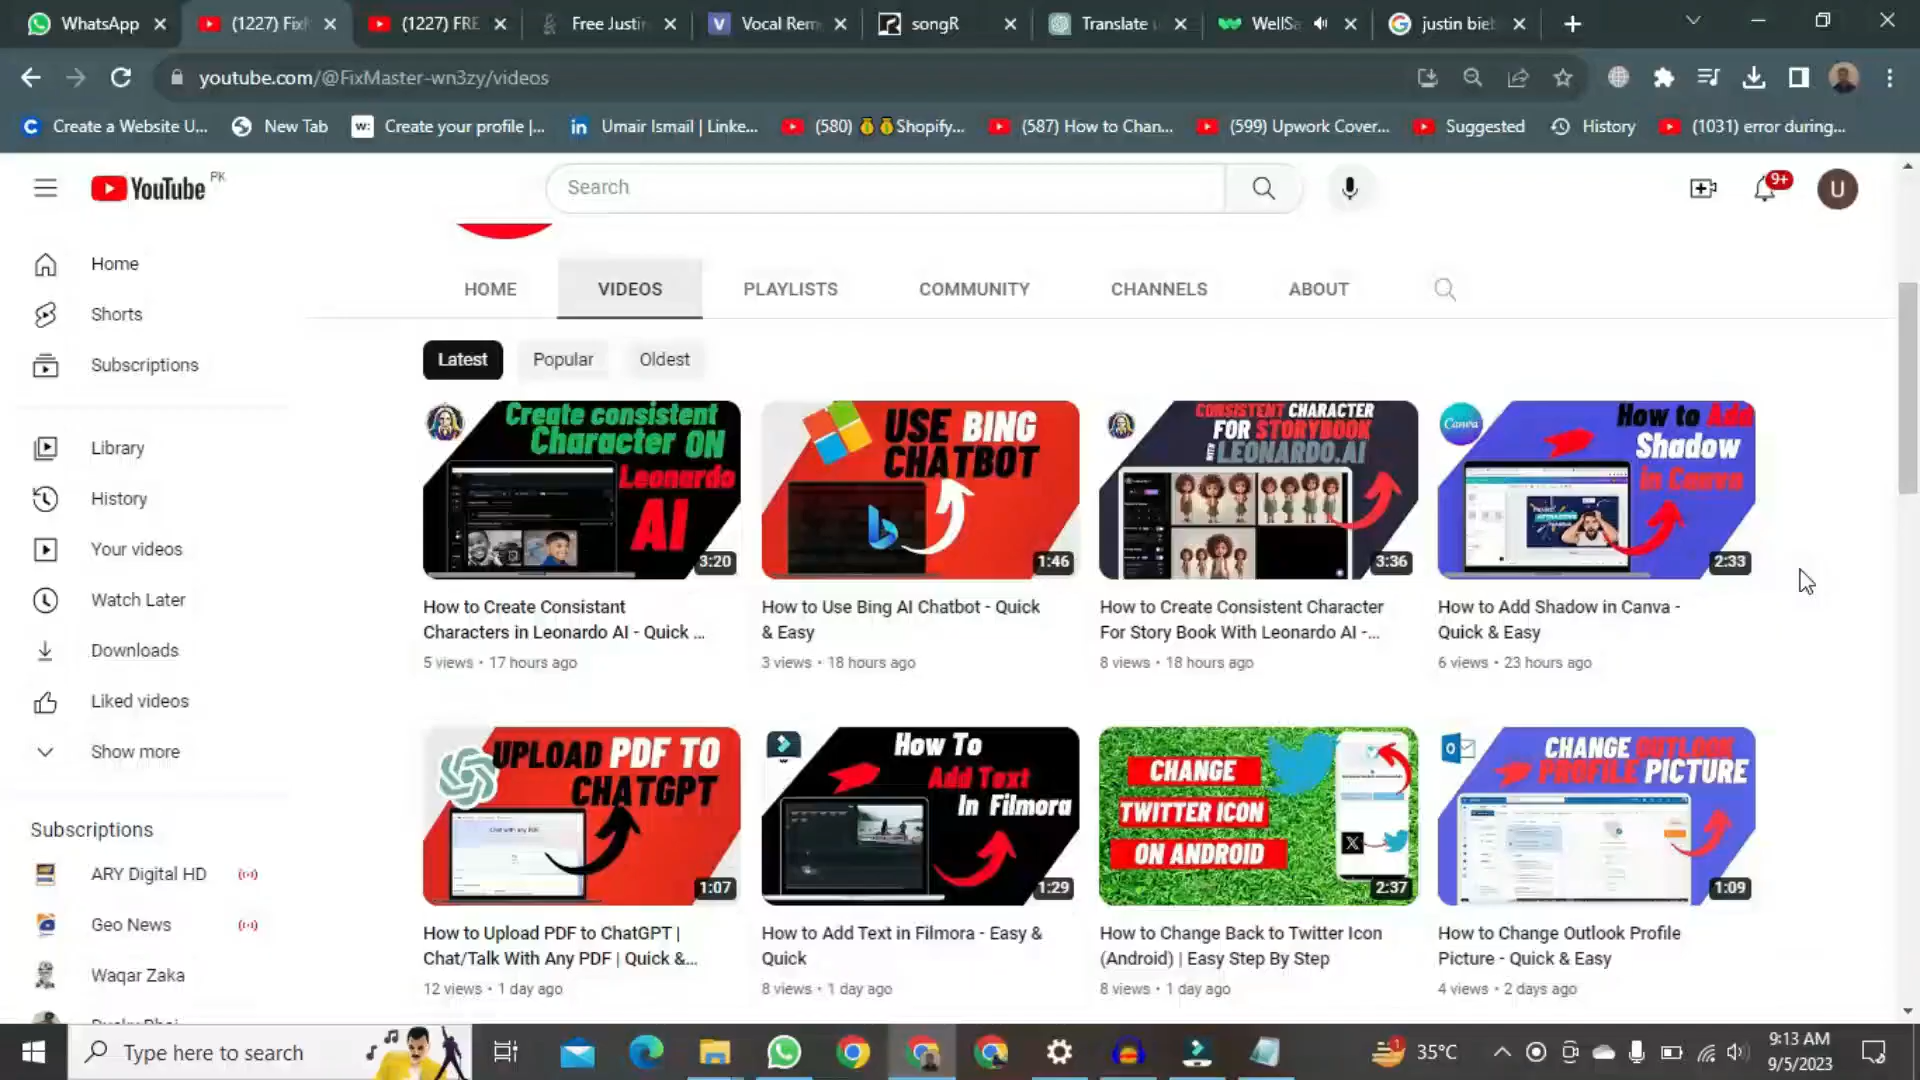 WhatsApp
(1227) Fix
(1227) FRE
Free Justin
Vocal Rem
songR
Translate
WellSa
justin bieb
youtube.com/@FixMaster-wn3zy/videos
Create a Website U...
New Tab
w:
Create your profile |...
in
Umair Ismail | Linke...
(580) 💰💰Shopify...
(587) How to Chan...
(599) Upwork Cover...
Suggested
History
(1031) error during...
YouTube PK
Search
9+
U
Home
Shorts
Subscriptions
Library
History
Your videos
Watch Later
Downloads
Liked videos
Show more
Subscriptions
ARY Digital HD
Geo News
Waqar Zaka
HOME
VIDEOS
PLAYLISTS
COMMUNITY
CHANNELS
ABOUT
Latest
Popular
Oldest
Create consistent
Character ON
Leonardo
AI
3:20
How to Create Consistant
Characters in Leonardo AI - Quick ...
5 views • 17 hours ago
USE BING
CHATBOT
1:46
How to Use Bing AI Chatbot - Quick
& Easy
3 views • 18 hours ago
CONSISTENT CHARACTER
FOR STORYBOOK
WITH LEONARDO.AI
3:36
How to Create Consistent Character
For Story Book With Leonardo AI -...
8 views • 18 hours ago
Canva
How to Add
Shadow
in Canva
2:33
How to Add Shadow in Canva -
Quick & Easy
6 views • 23 hours ago
UPLOAD PDF TO
CHATGPT
1:07
How to Upload PDF to ChatGPT |
Chat/Talk With Any PDF | Quick &...
12 views • 1 day ago
How To
Add Text
In Filmora
1:29
How to Add Text in Filmora - Easy &
Quick
8 views • 1 day ago
CHANGE
TWITTER ICON
ON ANDROID
2:37
How to Change Back to Twitter Icon
(Android) | Easy Step By Step
8 views • 1 day ago
CHANGE OUTLOOK
PROFILE PICTURE
1:09
How to Change Outlook Profile
Picture - Quick & Easy
4 views • 2 days ago
Type here to search
1
35°C
9:13 AM
9/5/2023